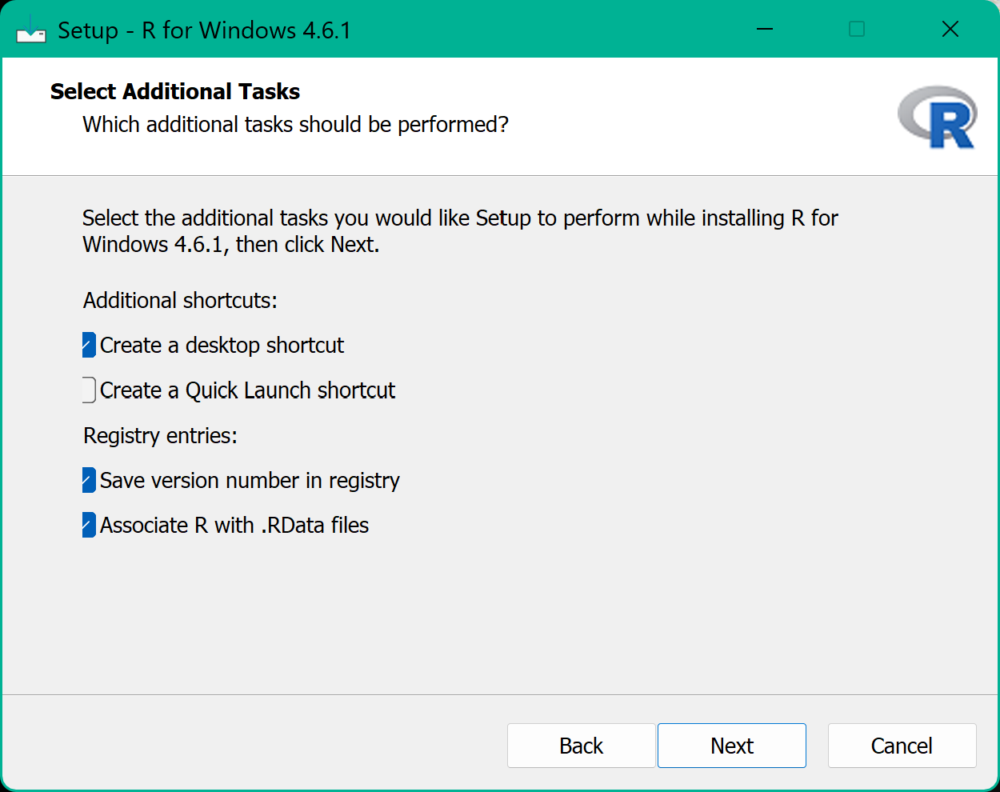 Setup - R for Windows 4.6.1
Select Additional Tasks
Which additional tasks should be performed?
R
Select the additional tasks you would like Setup to perform while installing R for
Windows 4.6.1, then click Next.
Additional shortcuts:
Create a desktop shortcut
Create a Quick Launch shortcut
Registry entries:
Save version number in registry
Associate R with .RData files
Back
Next
Cancel